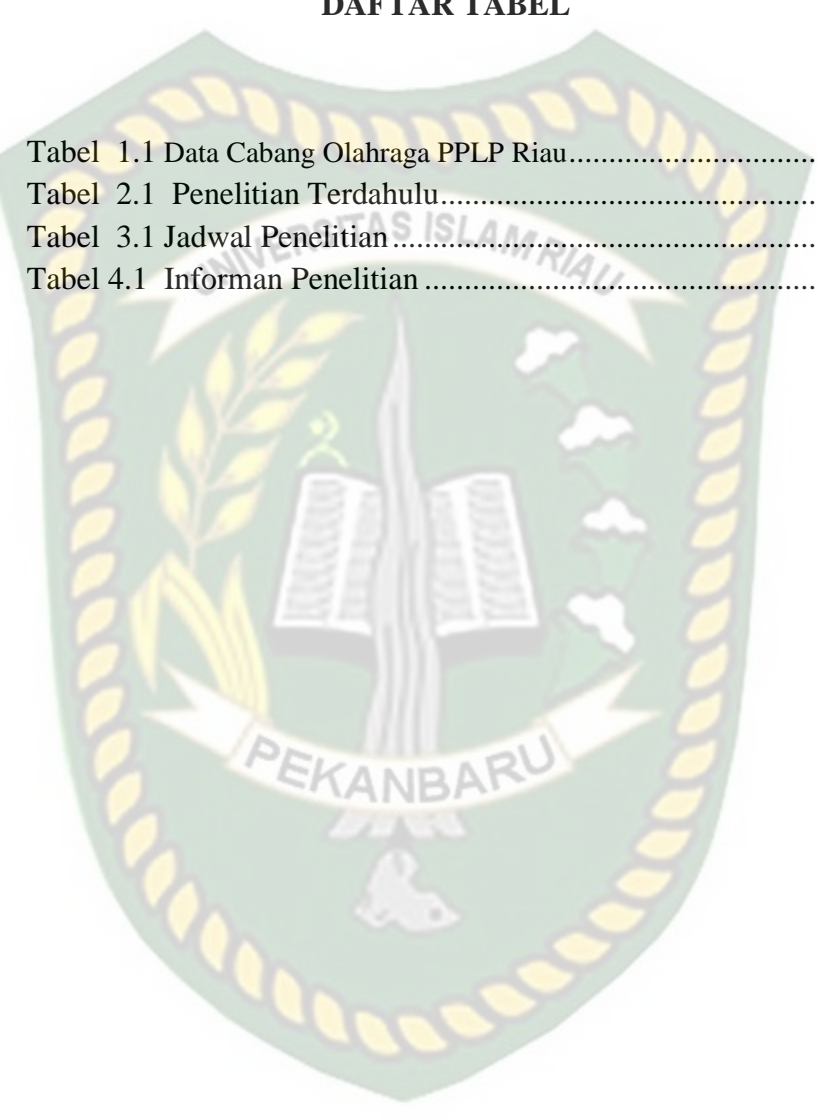 DAFTAR TABEL
Tabel 1.1 Data Cabang Olahraga PPLP Riau..............................
Tabel 2.1 Penelitian Terdahulu...............................................
Tabel 3.1 Jadwal Penelitian.....................................................
Tabel 4.1 Informan Penelitian .................................................
UNIVERSITAS ISLAM RIAU
PEKANBARU